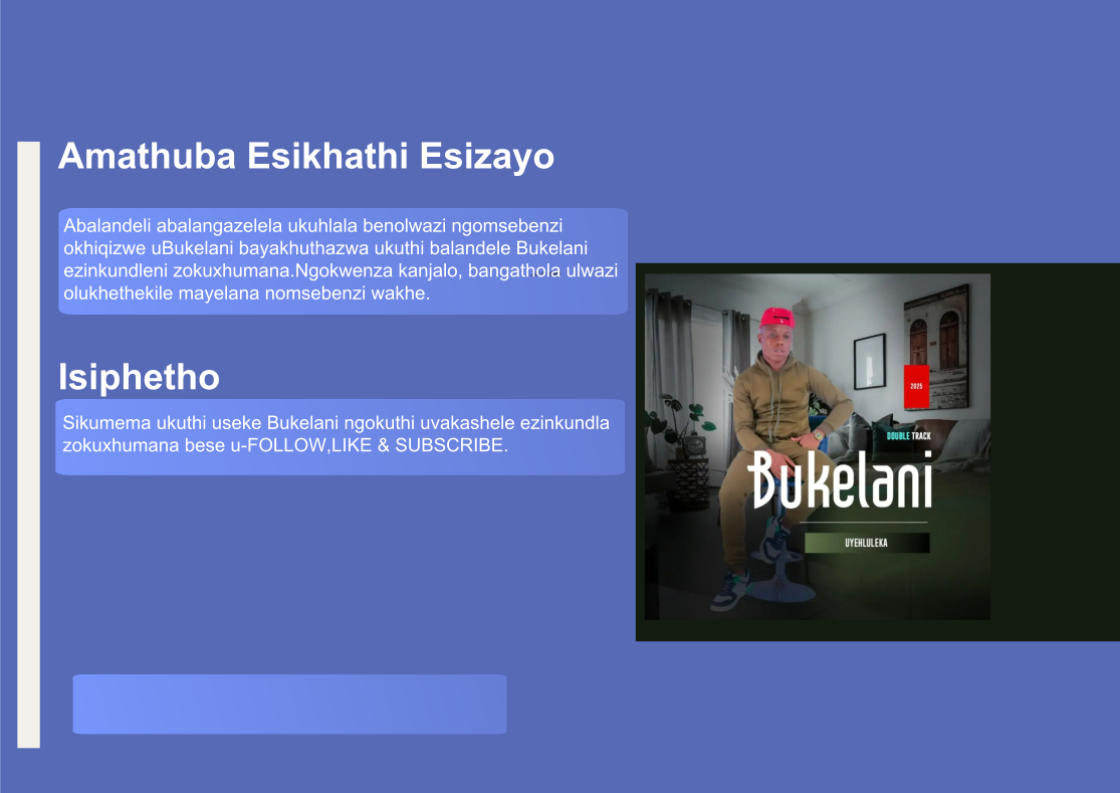 Amathuba Esikhathi Esizayo
Abalandeli abalangazelela ukuhlala benolwazi ngomsebenzi
okhiqizwe uBukelani bayakhuthazwa ukuthi balandele Bukelani
ezinkundleni zokuxhumana.Ngokwenza kanjalo, bangathola ulwazi
olukhethekile mayelana nomsebenzi wakhe.
Isiphetho
Sikumema ukuthi useke Bukelani ngokuthi uvakashele ezinkundla
zokuxhumana bese u-FOLLOW,LIKE & SUBSCRIBE.
2025
DOUBLE TRACK
Bukelani
UYEHLULEKA